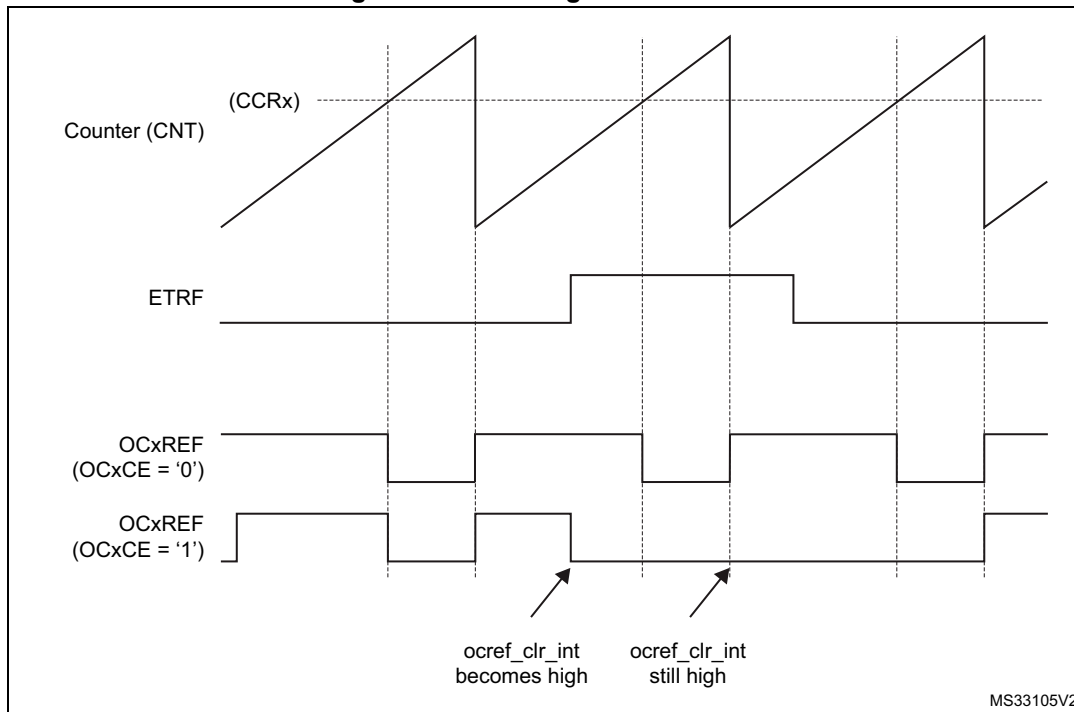 (CCRx)
Counter (CNT)
ETRF
OCxREF
(OCxCE = ‘0’)
OCxREF
(OCxCE = ‘1’)
ocref_clr_int
becomes high
ocref_clr_int
still high
MS33105V2